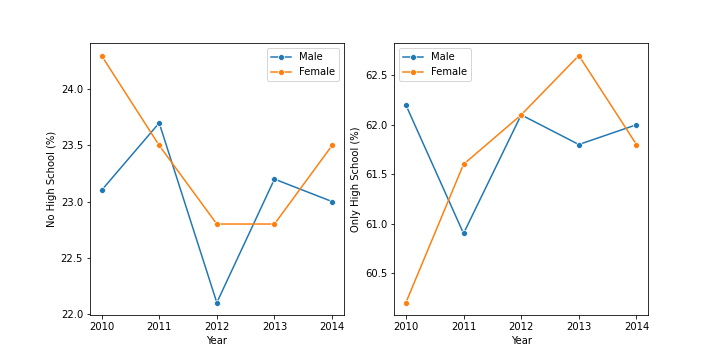 No High School (%)
24.0
23.5
23.0
22.5
22.0
Male
Female
2010 2011 2012 2013 2014
Year
Only High School (%)
62.5
62.0
61.5
61.0
60.5
Male
Female
2010 2011 2012 2013 2014
Year